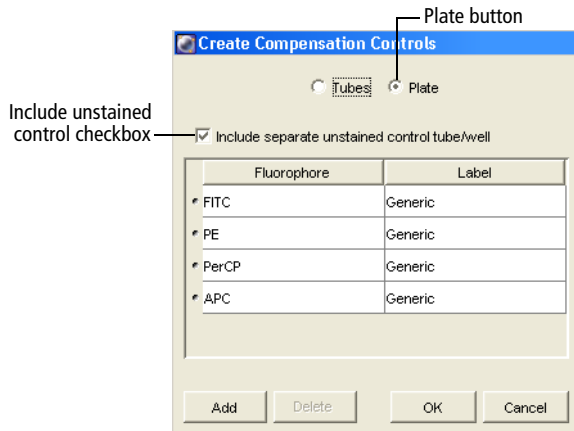 Plate button
Create Compensation Controls
Tubes Plate
Include unstained
control checkbox
Include separate unstained control tube/well
Fluorophore Label
FITC Generic
PE Generic
PerCP Generic
APC Generic
Add Delete OK Cancel